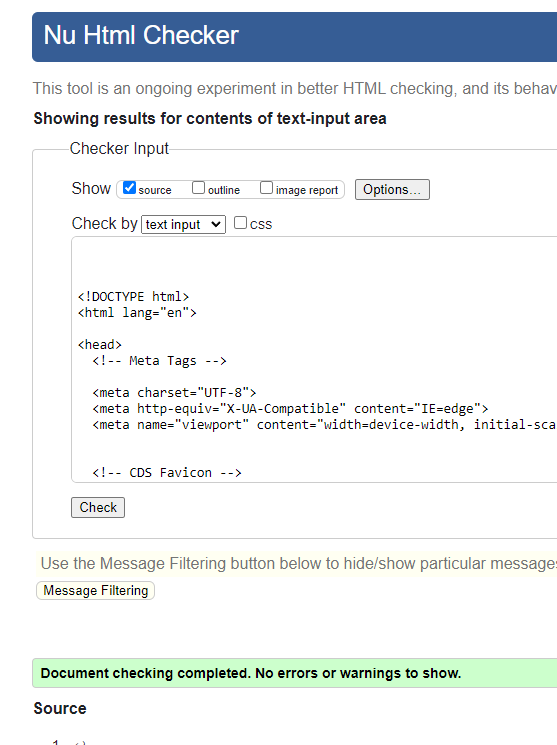 Nu Html Checker
This tool is an ongoing experiment in better HTML checking, and its behav
Showing results for contents of text-input area
Checker Input
Show source outline image report Options...
Check by text input css
<!DOCTYPE html>
<html lang="en">
<head>
<!-- Meta Tags -->
<meta charset="UTF-8">
<meta http-equiv="X-UA-Compatible" content="IE=edge">
<meta name="viewport" content="width=device-width, initial-sca
<!-- CDS Favicon -->
Check
Use the Message Filtering button below to hide/show particular messages
Message Filtering
Document checking completed. No errors or warnings to show.
Source